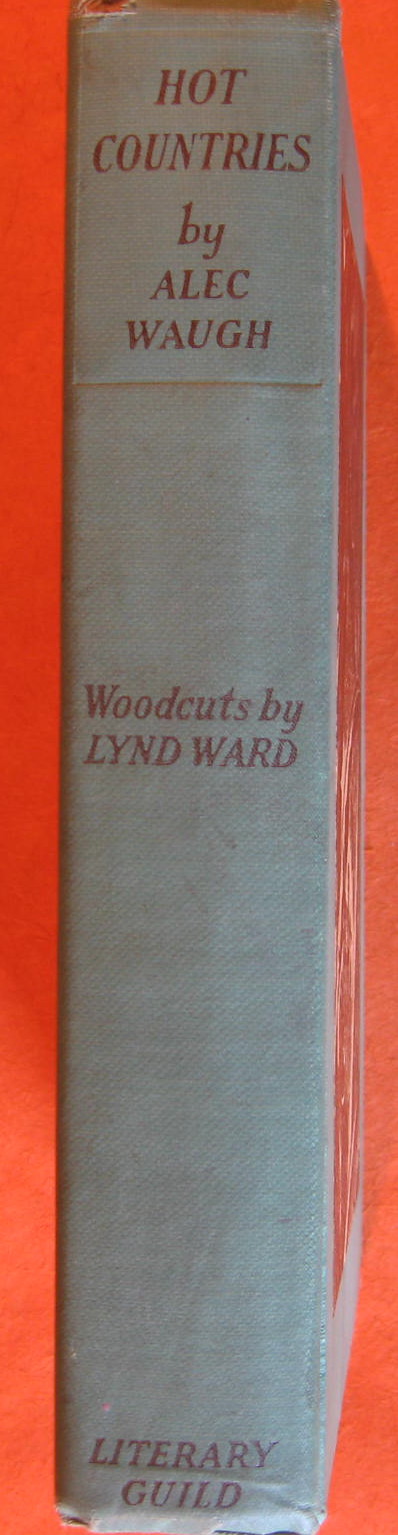 HOT
COUNTRIES
by
ALEC
WAUGH
Woodcuts by
LYND WARD
LITERARY
GUILD